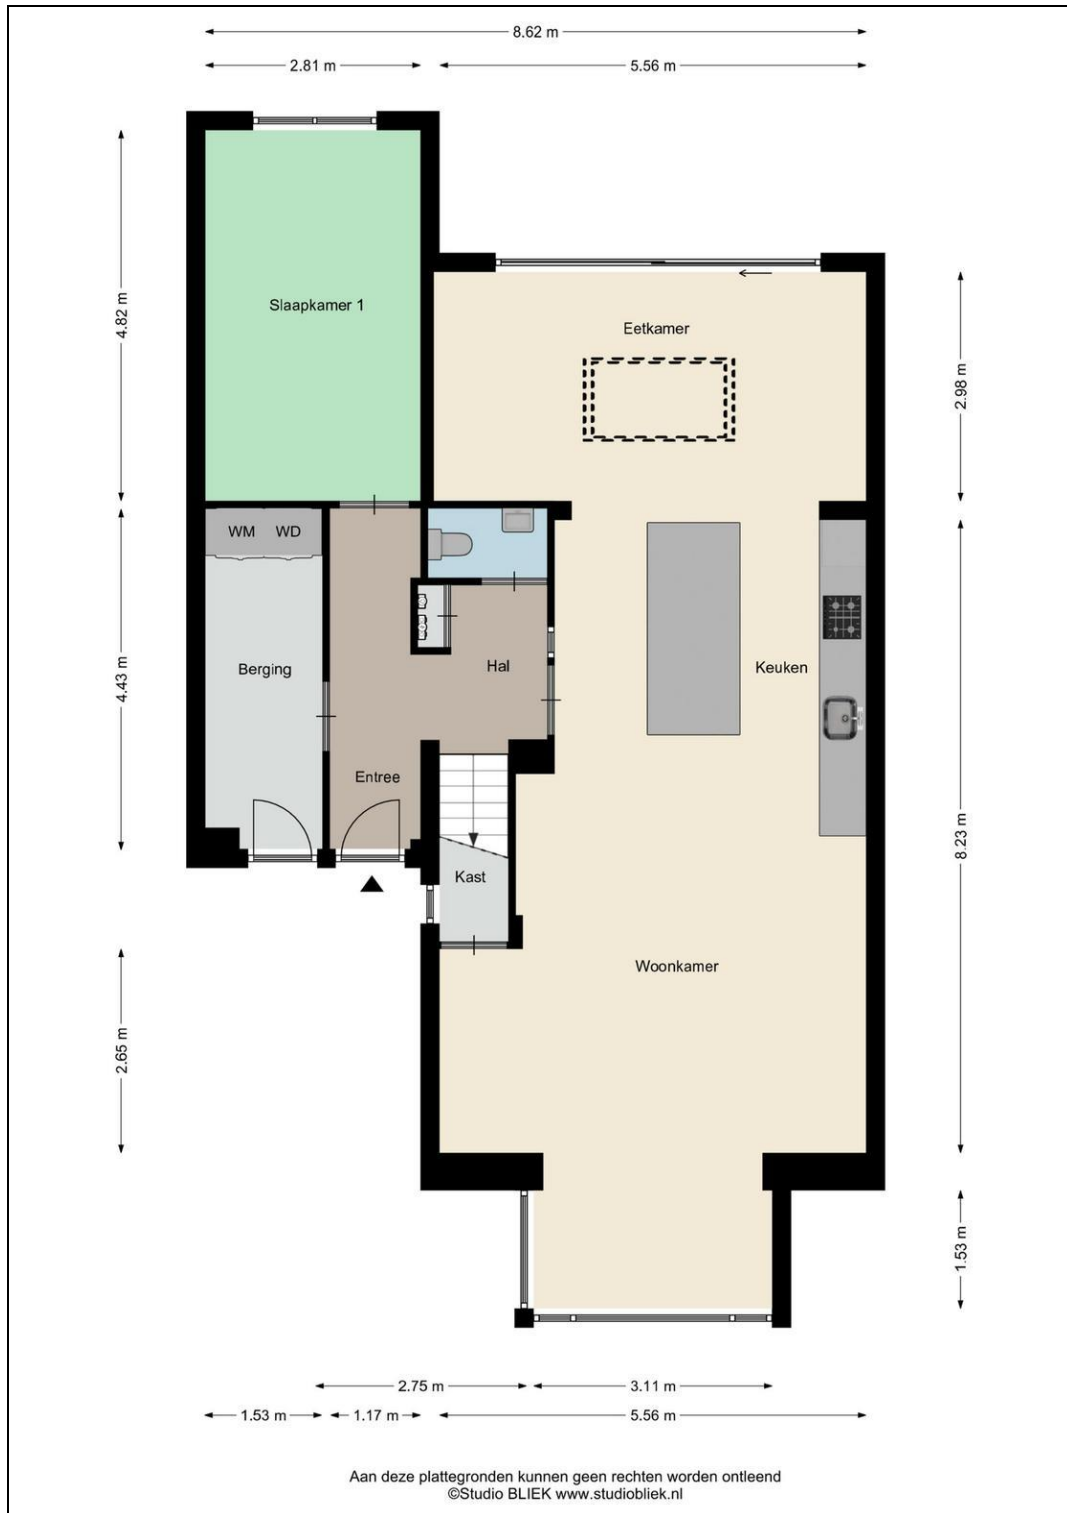 8.62 m
2.81 m
5.56 m
4.82 m
Slaapkamer 1
Eetkamer
2.98 m
WM
WD
4.43 m
Berging
Hal
Keuken
Entree
8.23 m
Kast
Woonkamer
2.65 m
1.53 m
2.75 m
3.11 m
1.53 m
1.17 m
5.56 m
Aan deze plattegronden kunnen geen rechten worden ontleend
©Studio BLIEK www.studiobliek.nl